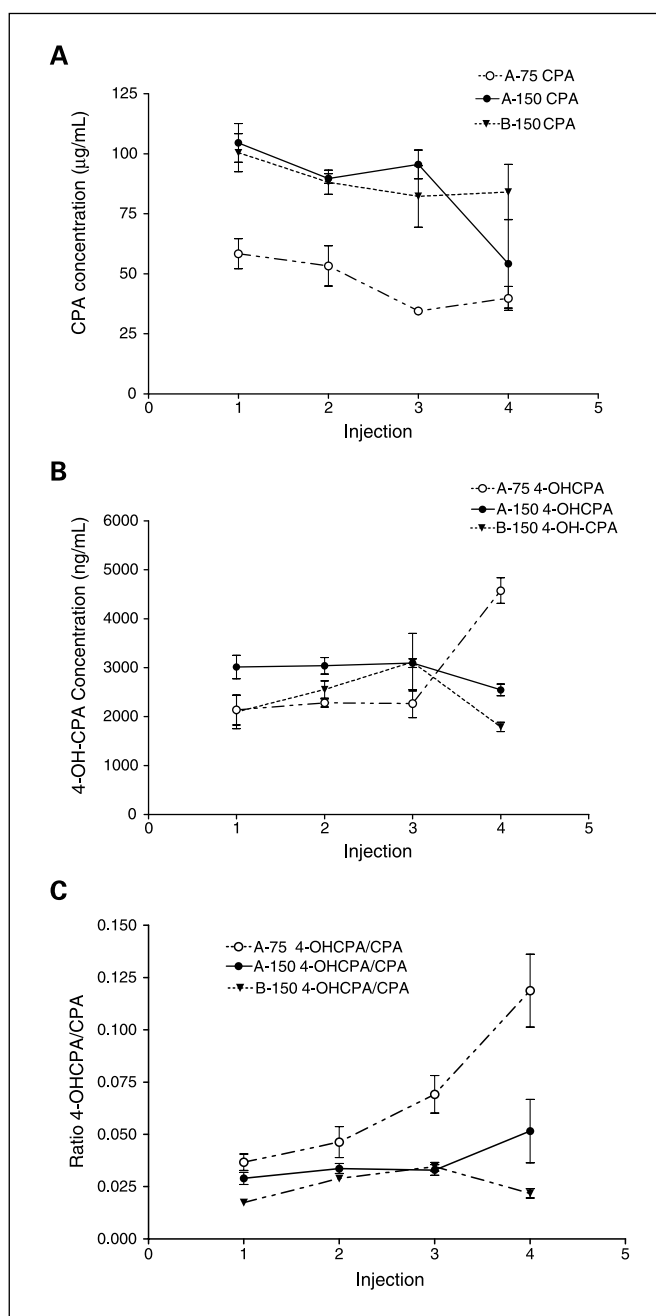 A
A-75 CPA
A-150 CPA
B-150 CPA
125
100
75
50
25
0
CPA concentration (μg/mL)
0 1 2 3 4 5
Injection
B
A-75 4-OHCPA
A-150 4-OHCPA
B-150 4-OH-CPA
6000
5000
4000
3000
2000
1000
0
4-OH-CPA Concentration (ng/mL)
0 1 2 3 4 5
Injection
C
A-75 4-OHCPA/CPA
A-150 4-OHCPA/CPA
B-150 4-OHCPA/CPA
0.150
0.125
0.100
0.075
0.050
0.025
0.000
Ratio 4-OHCPA/CPA
0 1 2 3 4 5
Injection